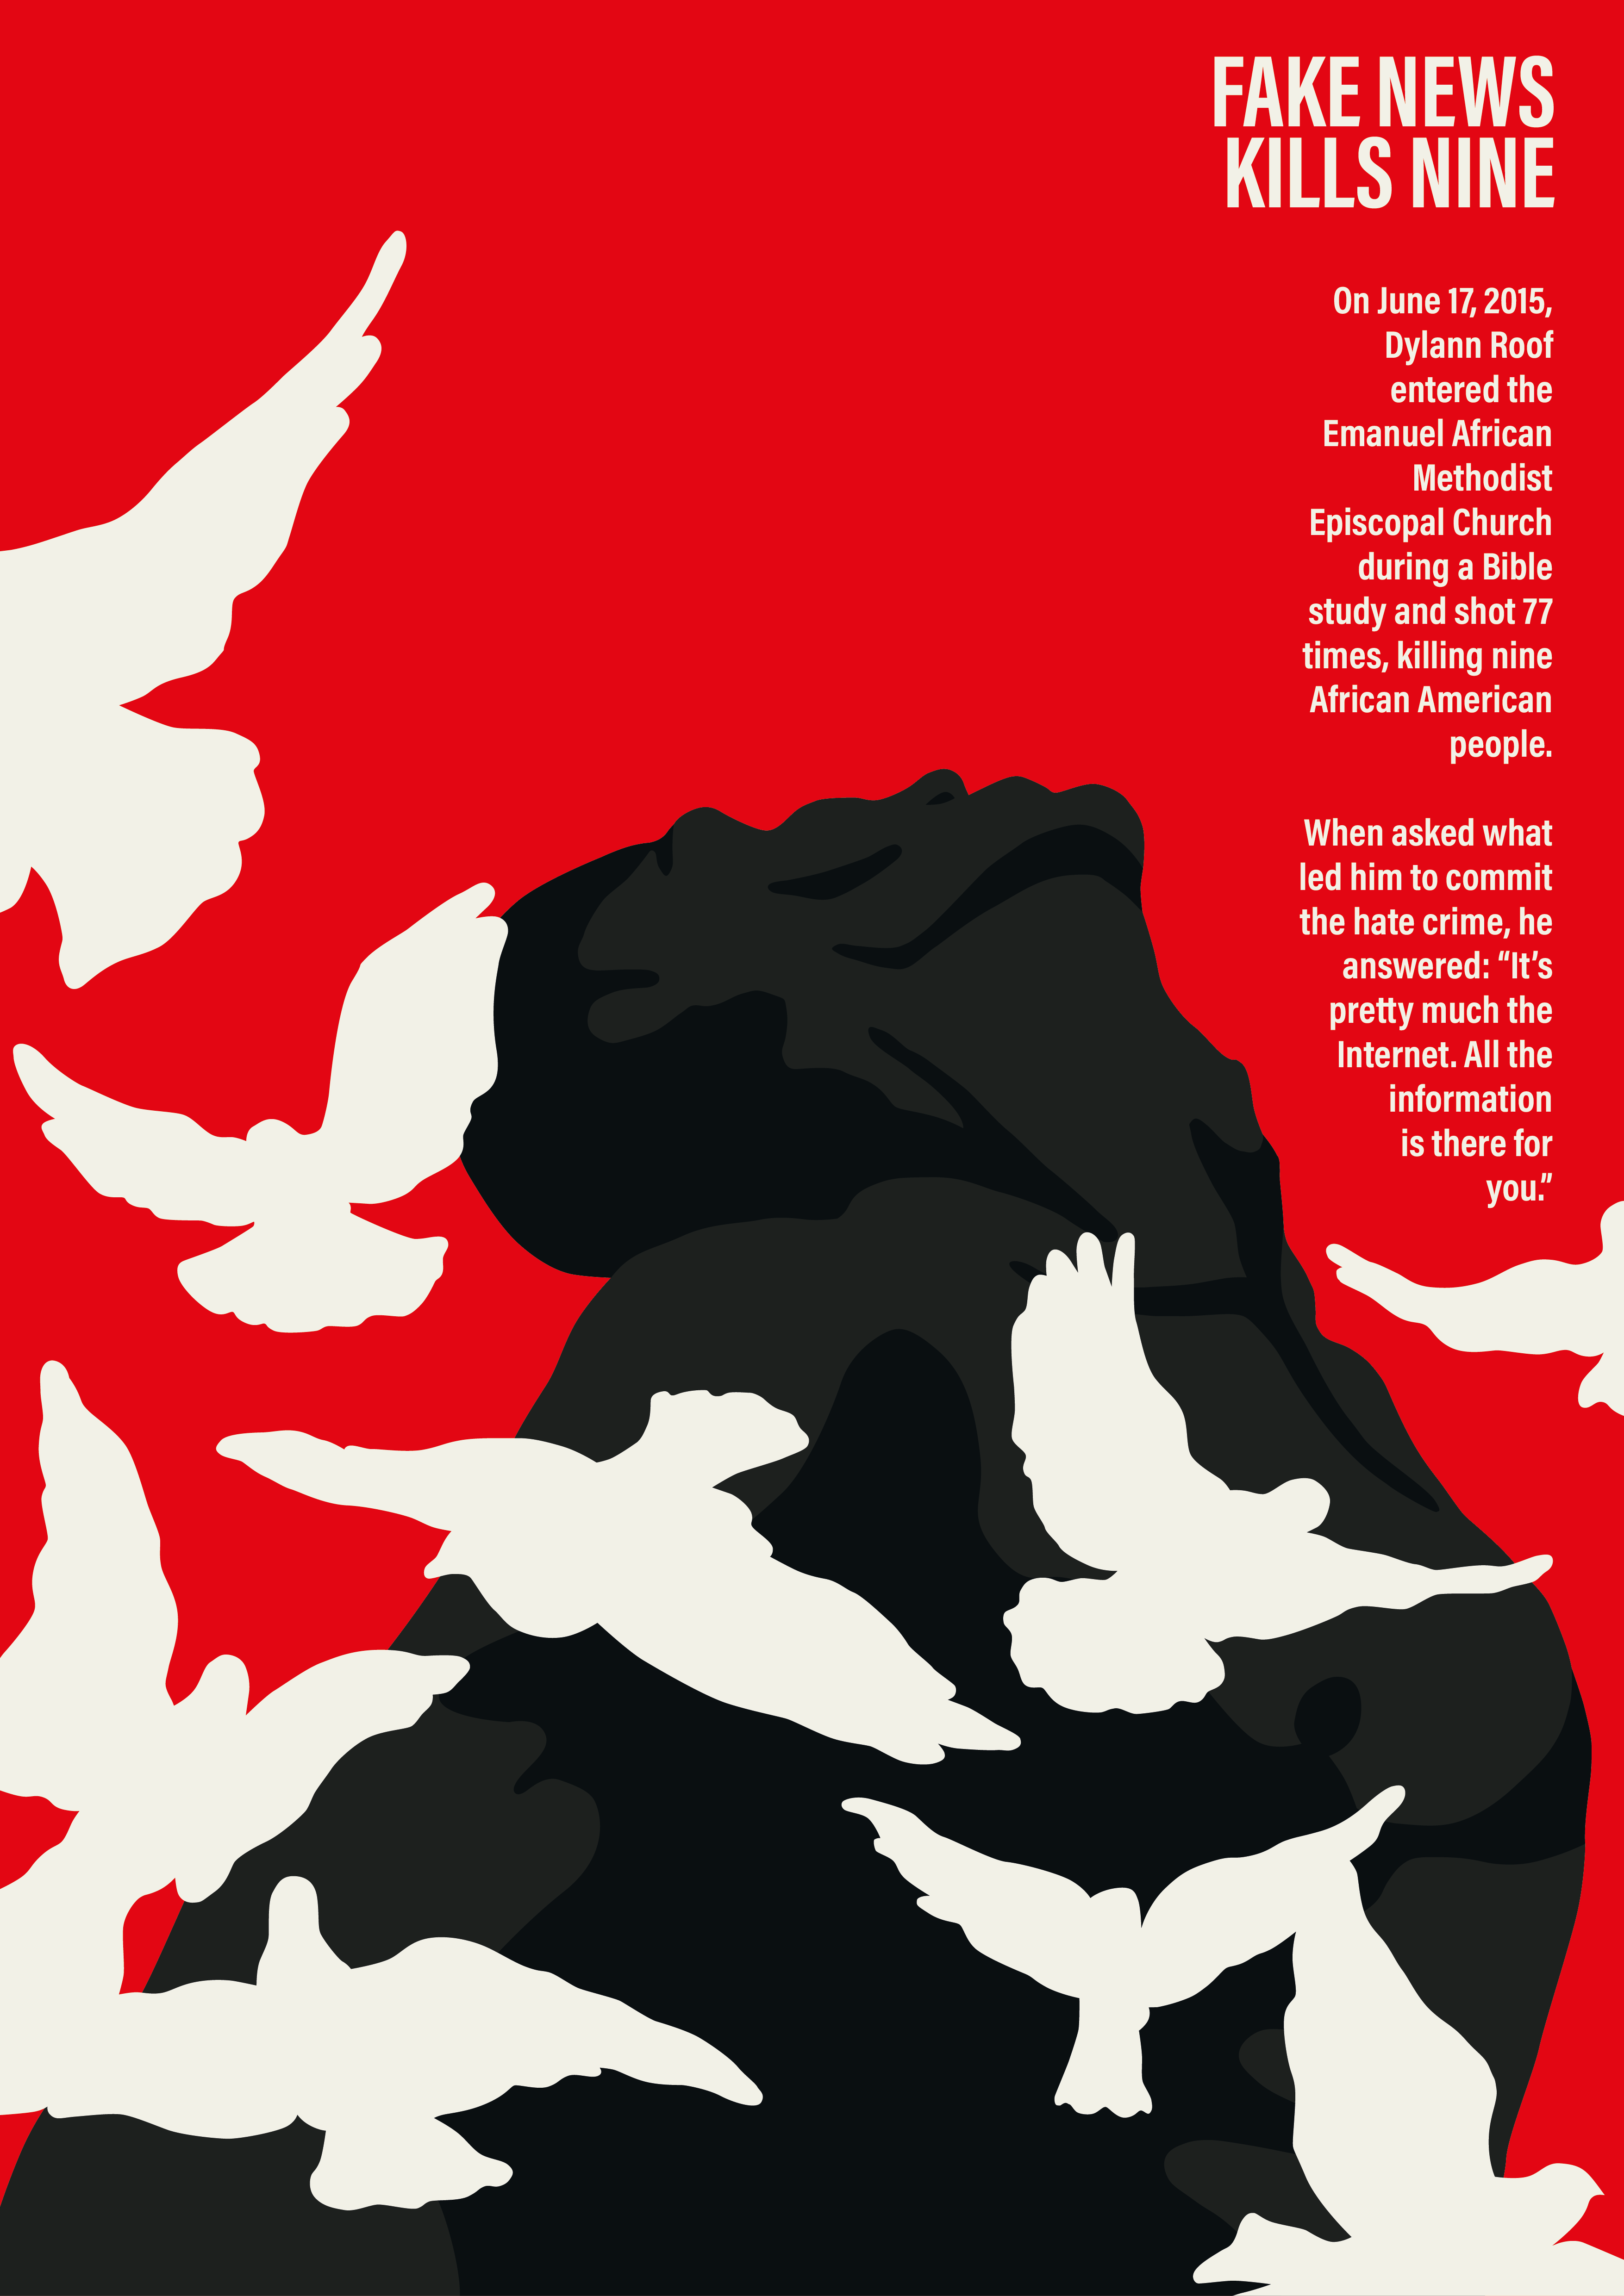 FAKE NEWS
KILLS NINE
On June 17, 2015,
Dylann Roof
entered the
Emanuel African
Methodist
Episcopal Church
during a Bible
study and shot 77
times, killing nine
African American
people.
When asked what
led him to commit
the hate crime, he
answered: “It’s
pretty much the
Internet. All the
information
is there for
you.”